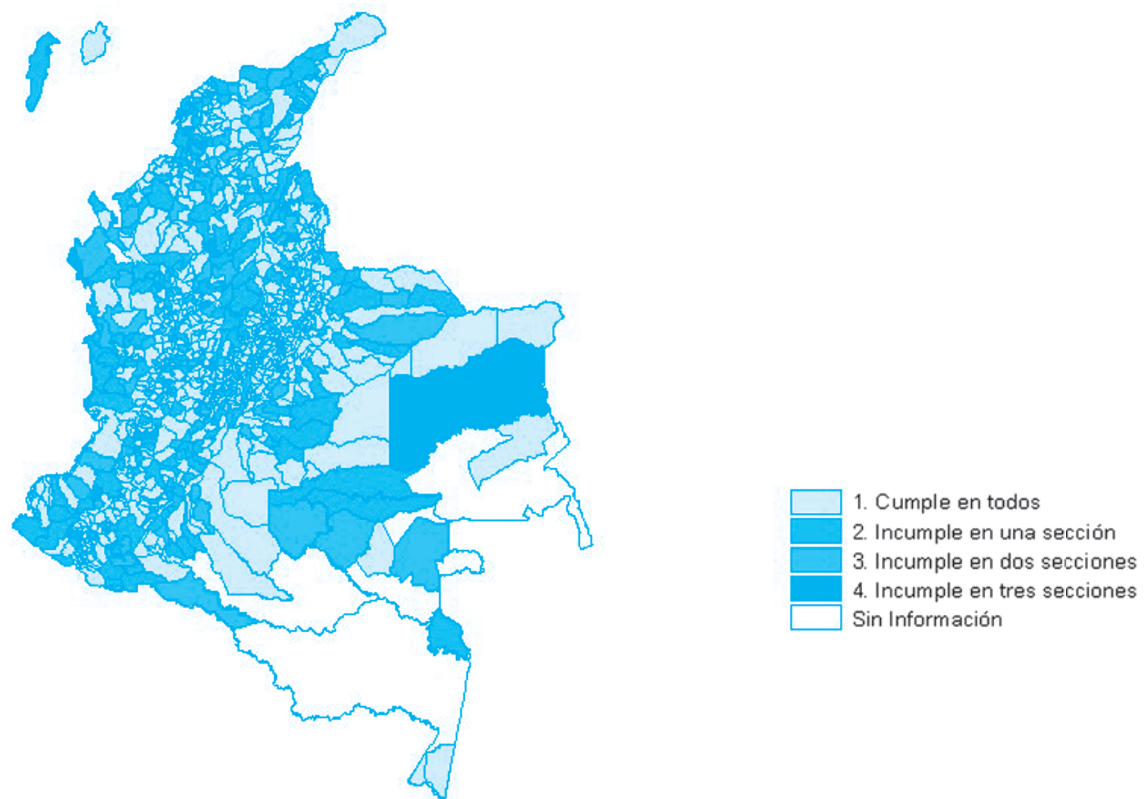 1. Cumple en todos
2. Incumple en una sección
3. Incumple en dos secciones
4. Incumple en tres secciones
Sin Información